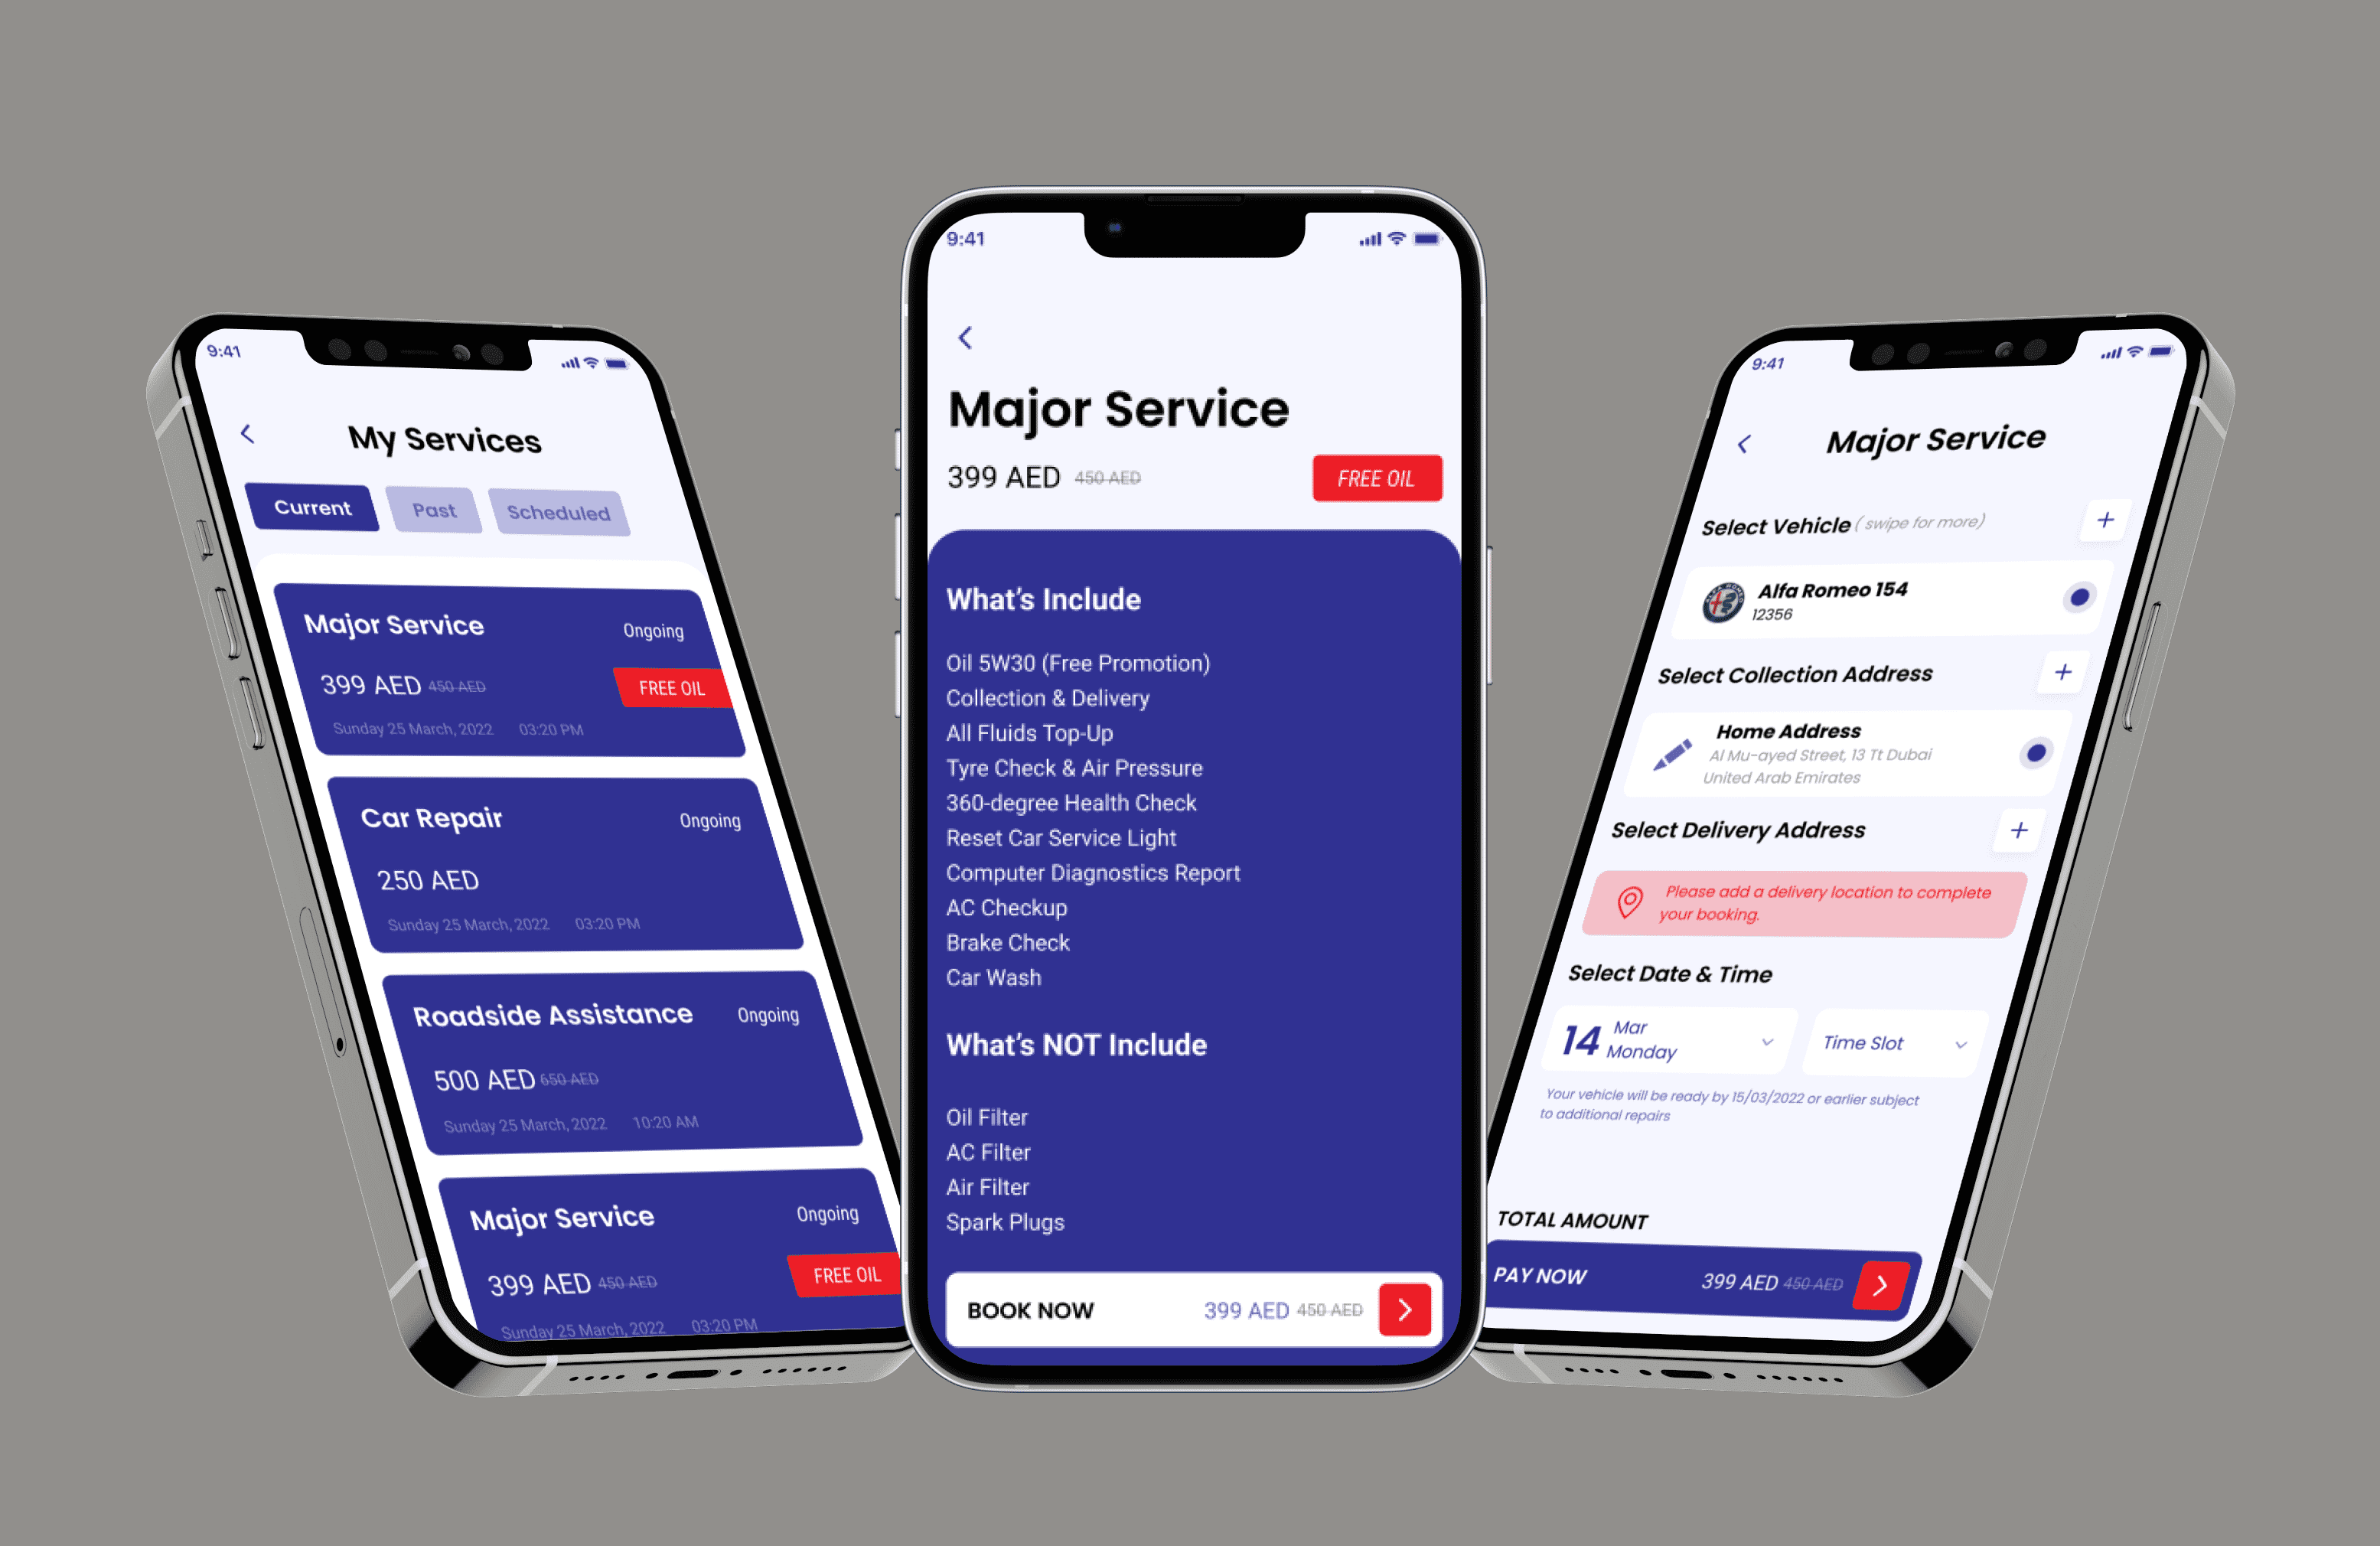 9:41
My Services
Current
Past
Scheduled
Major Service
Ongoing
399 AED 450 AED
FREE OIL
Sunday 25 March, 2022 03:20 PM
Car Repair
Ongoing
250 AED
Sunday 25 March, 2022 03:20 PM
Roadside Assistance
Ongoing
500 AED 650 AED
Sunday 25 March, 2022 10:20 AM
Major Service
Ongoing
399 AED 450 AED
FREE OIL
Sunday 25 March, 2022 03:20 PM
9:41
Major Service
399 AED 450 AED
FREE OIL
What's Include
Oil 5W30 (Free Promotion)
Collection & Delivery
All Fluids Top-Up
Tyre Check & Air Pressure
360-degree Health Check
Reset Car Service Light
Computer Diagnostics Report
AC Checkup
Brake Check
Car Wash
What's NOT Include
Oil Filter
AC Filter
Air Filter
Spark Plugs
BOOK NOW
399 AED 450 AED
9:41
Major Service
Select Vehicle ( swipe for more)
Alfa Romeo 154
12356
Select Collection Address
Home Address
Al Mu-ayed Street, 13 Tt Dubai
United Arab Emirates
Select Delivery Address
Please add a delivery location to complete
your booking.
Select Date & Time
14
Mar
Monday
Time Slot
Your vehicle will be ready by 15/03/2022 or earlier subject
to additional repairs
TOTAL AMOUNT
PAY NOW
399 AED 450 AED